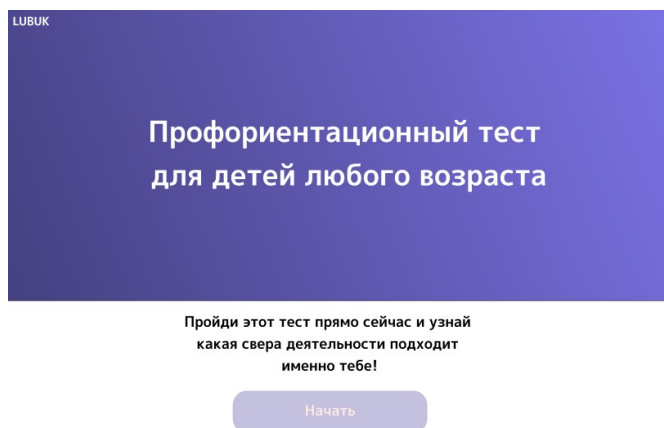 LUBUK
Профориентационный тест
для детей любого возраста
Пройди этот тест прямо сейчас и узнай
какая свера деятельности подходит
именно тебе!
Начать